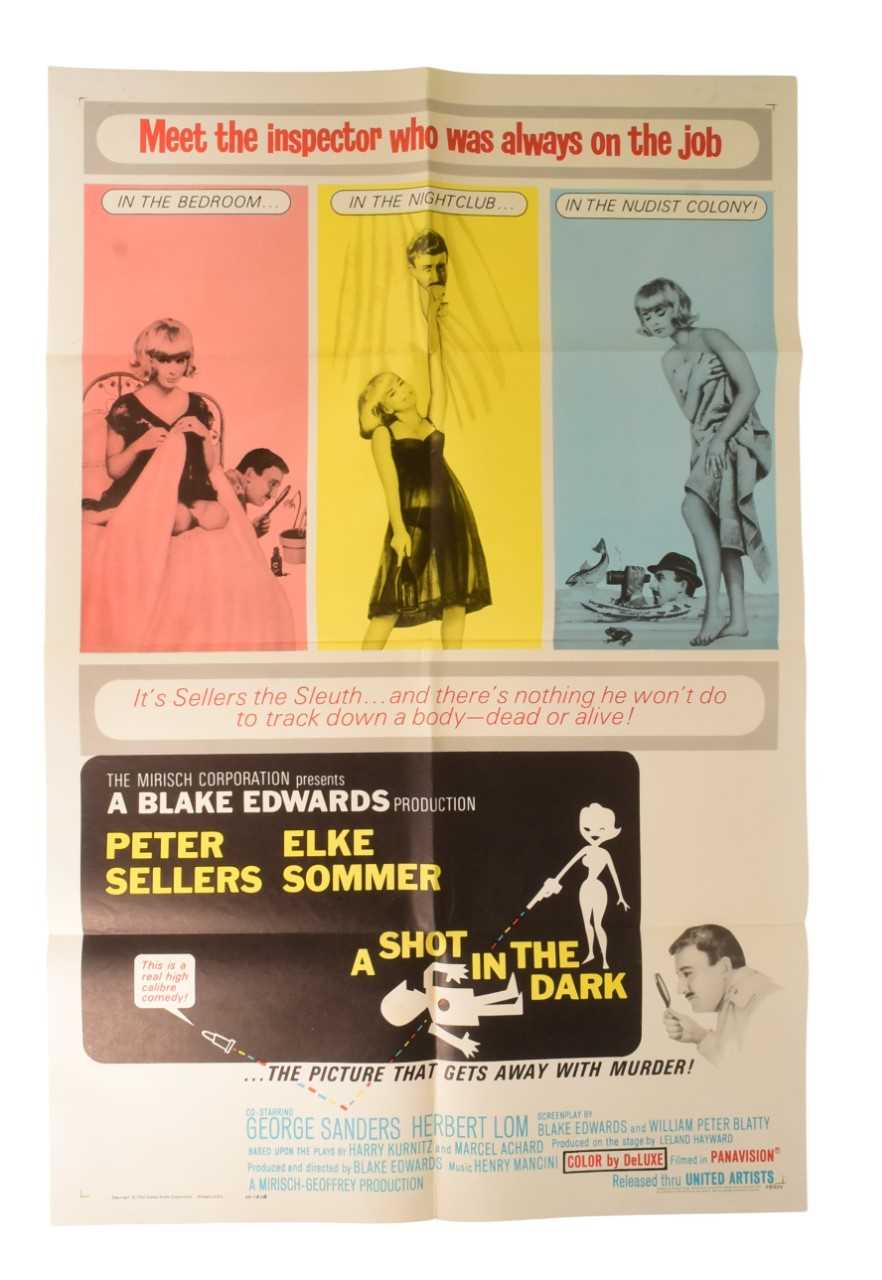 Meet the inspector who was always on the job
IN THE BEDROOM...
IN THE NIGHTCLUB...
IN THE NUDIST COLONY!
It's Sellers the Sleuth...and there's nothing he won't do
to track down a body—dead or alive!
THE MIRISCH CORPORATION presents
A BLAKE EDWARDS PRODUCTION
PETER SELLERS
ELKE SOMMER
A SHOT IN THE DARK
This is a
real high
calibre
comedy!
...THE PICTURE THAT GETS AWAY WITH MURDER!
CO-STARRING
GEORGE SANDERS HERBERT LOM
SCREENPLAY BY
BLAKE EDWARDS and WILLIAM PETER BLATTY
BASED UPON THE PLAYS BY HARRY KURNITZ and MARCEL ACHARD Produced on the stage by LELAND HAYWARD
Produced and directed by BLAKE EDWARDS Music HENRY MANCINI COLOR by DeLUXE Filmed in PANAVISION®
A MIRISCH-GEOFFREY PRODUCTION
Released thru UNITED ARTISTS